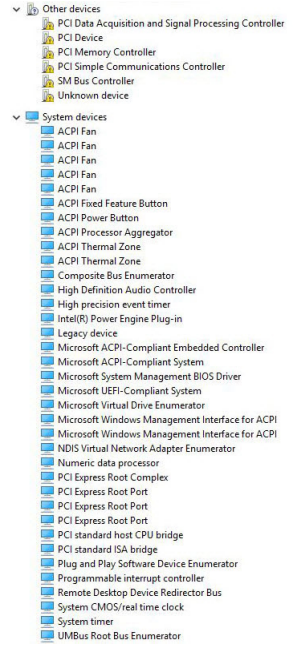 Other devices
PCI Data Acquisition and Signal Processing Controller
PCI Device
PCI Memory Controller
PCI Simple Communications Controller
SM Bus Controller
Unknown device
System devices
ACPI Fan
ACPI Fan
ACPI Fan
ACPI Fan
ACPI Fan
ACPI Fixed Feature Button
ACPI Power Button
ACPI Processor Aggregator
ACPI Thermal Zone
ACPI Thermal Zone
Composite Bus Enumerator
High Definition Audio Controller
High precision event timer
Intel(R) Power Engine Plug-in
Legacy device
Microsoft ACPI-Compliant Embedded Controller
Microsoft ACPI-Compliant System
Microsoft System Management BIOS Driver
Microsoft UEFI-Compliant System
Microsoft Virtual Drive Enumerator
Microsoft Windows Management Interface for ACPI
Microsoft Windows Management Interface for ACPI
NDIS Virtual Network Adapter Enumerator
Numeric data processor
PCI Express Root Complex
PCI Express Root Port
PCI Express Root Port
PCI Express Root Port
PCI standard host CPU bridge
PCI standard ISA bridge
Plug and Play Software Device Enumerator
Programmable interrupt controller
Remote Desktop Device Redirector Bus
System CMOS/real time clock
System timer
UMBus Root Bus Enumerator